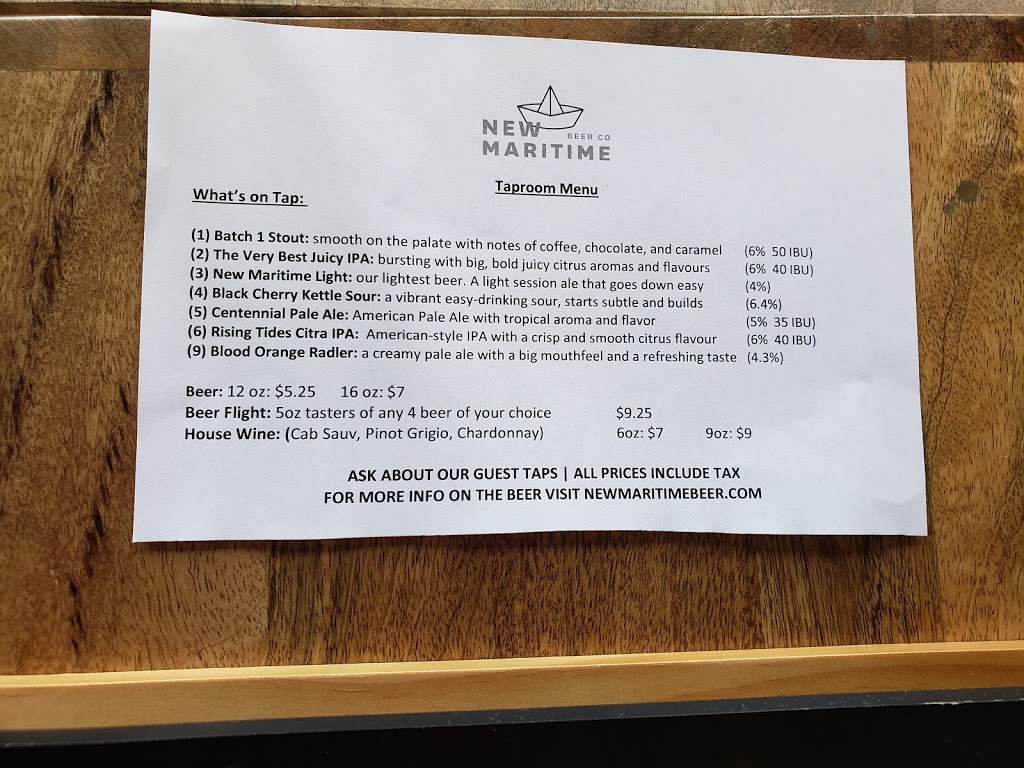 NEW BEER CO
MARITIME
Taproom Menu
What's on Tap:
(1) Batch 1 Stout: smooth on the palate with notes of coffee, chocolate, and caramel (6% 50 IBU)
(2) The Very Best Juicy IPA: bursting with big, bold juicy citrus aromas and flavours (6% 40 IBU)
(3) New Maritime Light: our lightest beer. A light session ale that goes down easy (4%)
(4) Black Cherry Kettle Sour: a vibrant easy-drinking sour, starts subtle and builds (6.4%)
(5) Centennial Pale Ale: American Pale Ale with tropical aroma and flavor (5% 35 IBU)
(6) Rising Tides Citra IPA: American-style IPA with a crisp and smooth citrus flavour (6% 40 IBU)
(9) Blood Orange Radler: a creamy pale ale with a big mouthfeel and a refreshing taste (4.3%)
Beer: 12 oz: $5.25 16 oz: $7
Beer Flight: 5oz tasters of any 4 beer of your choice $9.25
House Wine: (Cab Sauv, Pinot Grigio, Chardonnay) 6oz: $7 9oz: $9
ASK ABOUT OUR GUEST TAPS | ALL PRICES INCLUDE TAX
FOR MORE INFO ON THE BEER VISIT NEWMARITIMEBEER.COM